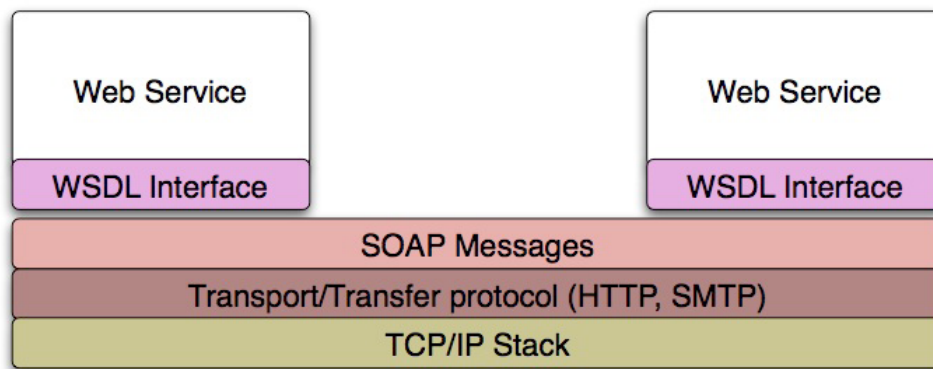 Web Service
Web Service
WSDL Interface
WSDL Interface
SOAP Messages
Transport/Transfer protocol (HTTP, SMTP)
TCP/IP Stack